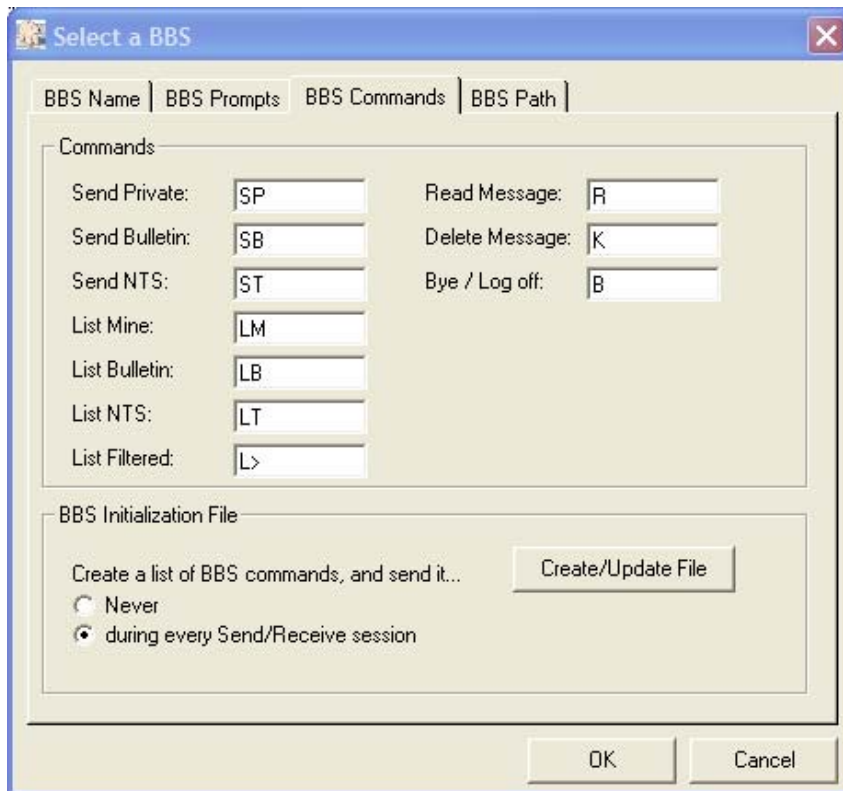 Select a BBS
BBS Name BBS Prompts BBS Commands BBS Path
Commands
Send Private: SP Read Message: R
Send Bulletin: SB Delete Message: K
Send NTS: ST Bye / Log off: B
List Mine: LM
List Bulletin: LB
List NTS: LT
List Filtered: L>
BBS Initialization File
Create a list of BBS commands, and send it... Create/Update File
Never
during every Send/Receive session
OK Cancel